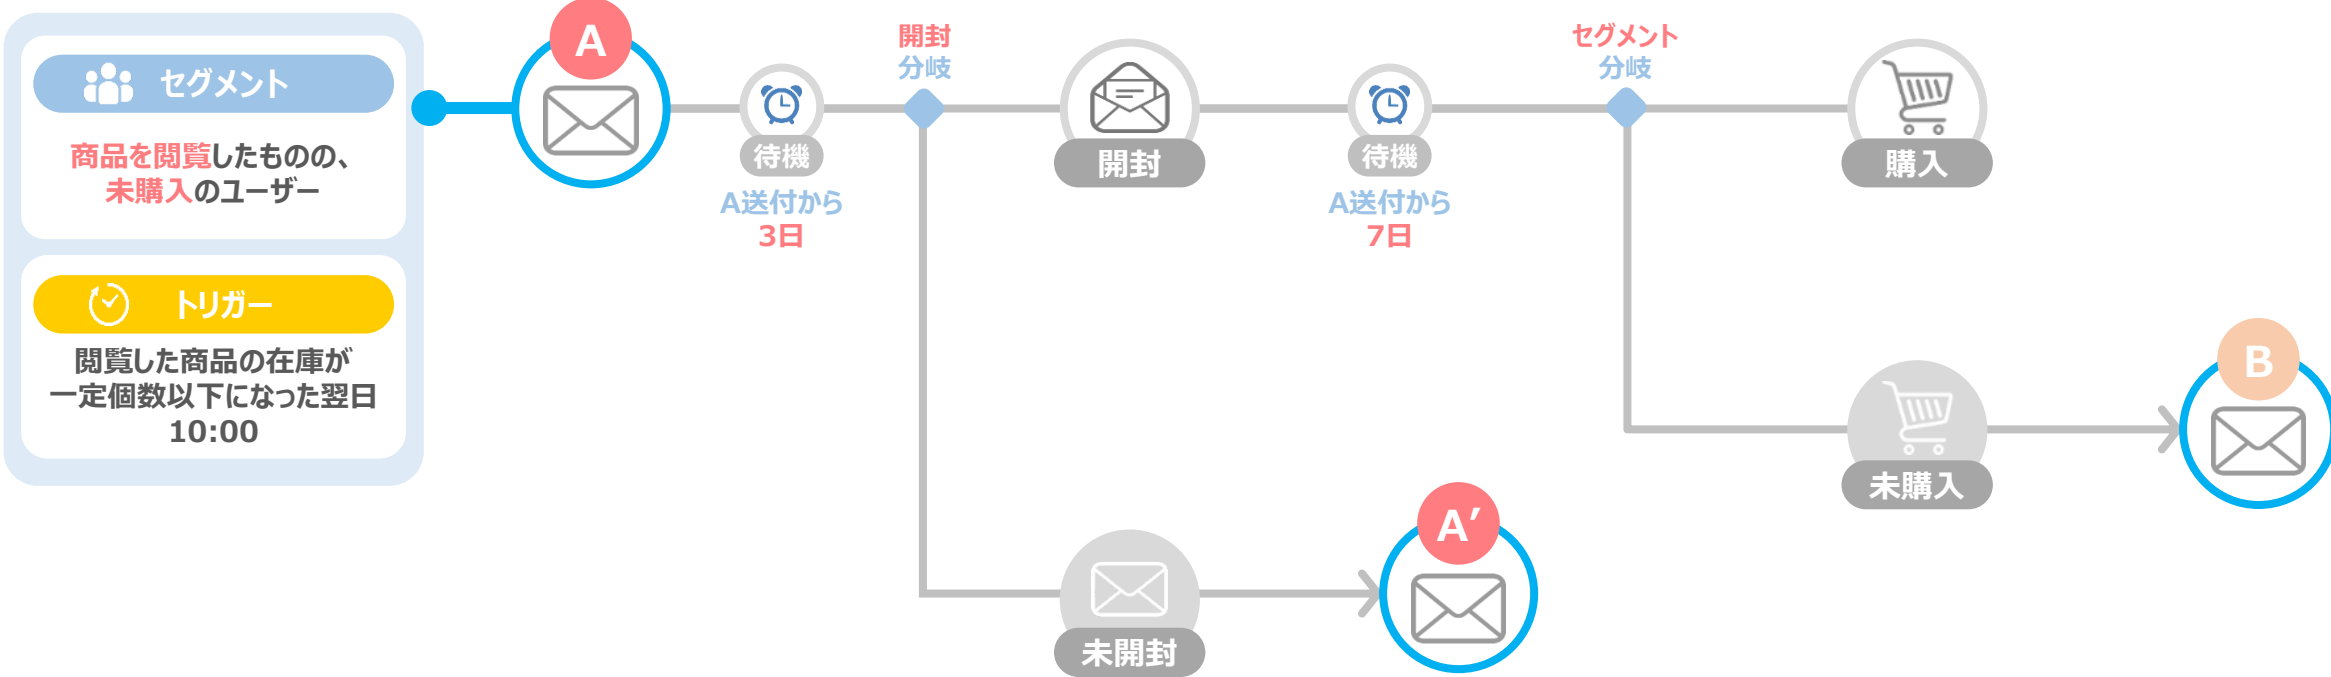 セグメント
商品を閲覧したものの、
未購入のユーザー
トリガー
閲覧した商品の在庫が
一定個数以下になった翌日
10:00
A
待機
A送付から
3日
開封
分岐
開封
待機
A送付から
7日
セグメント
分岐
購入
未購入
B
未開封
A′